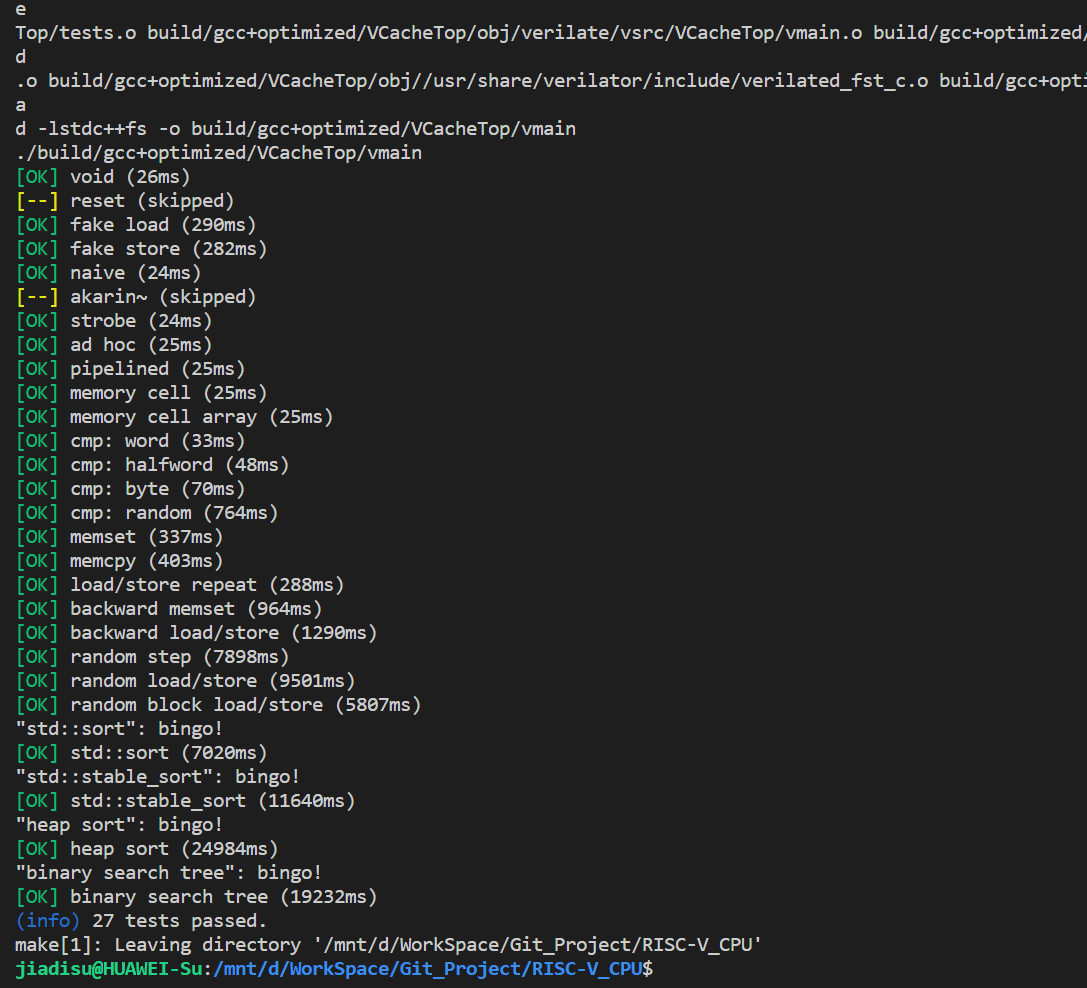 e
Top/tests.o build/gcc+optimized/VCacheTop/obj/verilate/vsrc/VCacheTop/vmain.o build/gcc+optimized/
d
.o build/gcc+optimized/VCacheTop/obj//usr/share/verilator/include/verilated_fst_c.o build/gcc+opti
a
d -lstdc++fs -o build/gcc+optimized/VCacheTop/vmain
./build/gcc+optimized/VCacheTop/vmain
[OK] void (26ms)
[--] reset (skipped)
[OK] fake load (290ms)
[OK] fake store (282ms)
[OK] naive (24ms)
[--] akarin~ (skipped)
[OK] strobe (24ms)
[OK] ad hoc (25ms)
[OK] pipelined (25ms)
[OK] memory cell (25ms)
[OK] memory cell array (25ms)
[OK] cmp: word (33ms)
[OK] cmp: halfword (48ms)
[OK] cmp: byte (70ms)
[OK] cmp: random (764ms)
[OK] memset (337ms)
[OK] memcpy (403ms)
[OK] load/store repeat (288ms)
[OK] backward memset (964ms)
[OK] backward load/store (1290ms)
[OK] random step (7898ms)
[OK] random load/store (9501ms)
[OK] random block load/store (5807ms)
"std::sort": bingo!
[OK] std::sort (7020ms)
"std::stable_sort": bingo!
[OK] std::stable_sort (11640ms)
"heap sort": bingo!
[OK] heap sort (24984ms)
"binary search tree": bingo!
[OK] binary search tree (19232ms)
(info) 27 tests passed.
make[1]: Leaving directory '/mnt/d/WorkSpace/Git_Project/RISC-V_CPU'
jiadisu@HUAWEI-Su:/mnt/d/WorkSpace/Git_Project/RISC-V_CPU$